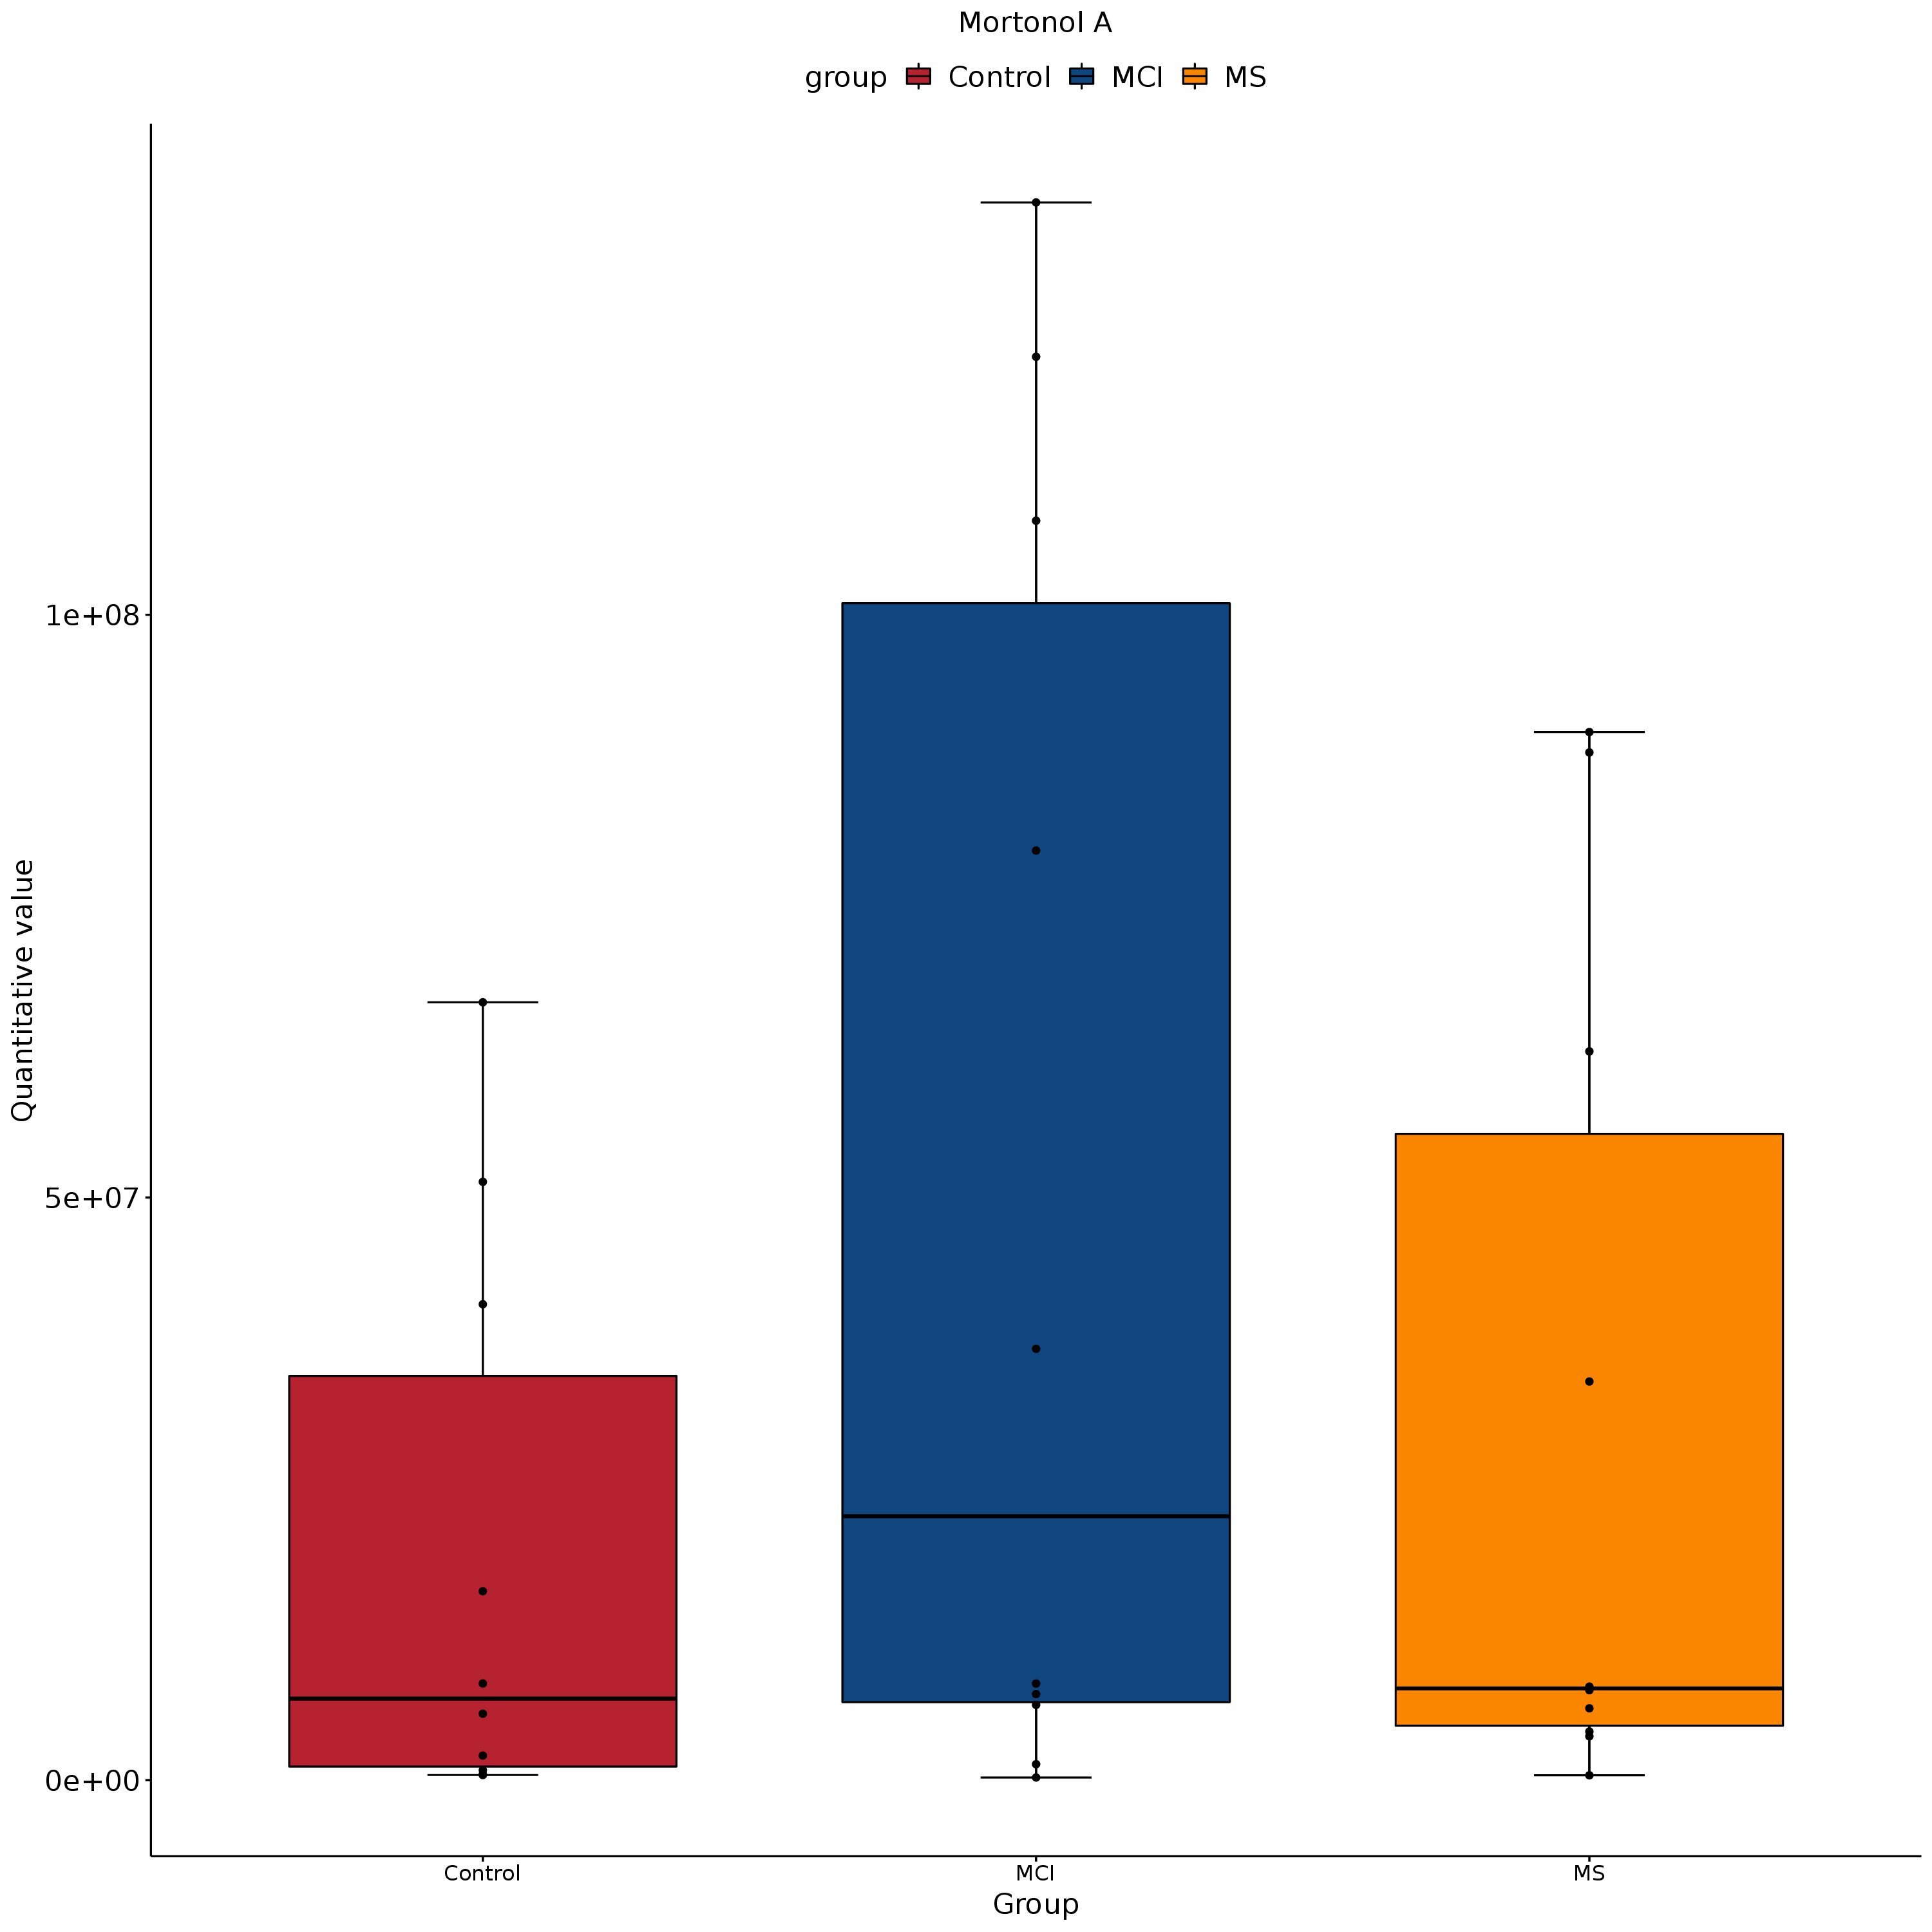 Mortonol A
group Control MCI MS
Quantitative value
1e+08
5e+07
0e+00
Control MCI MS
Group